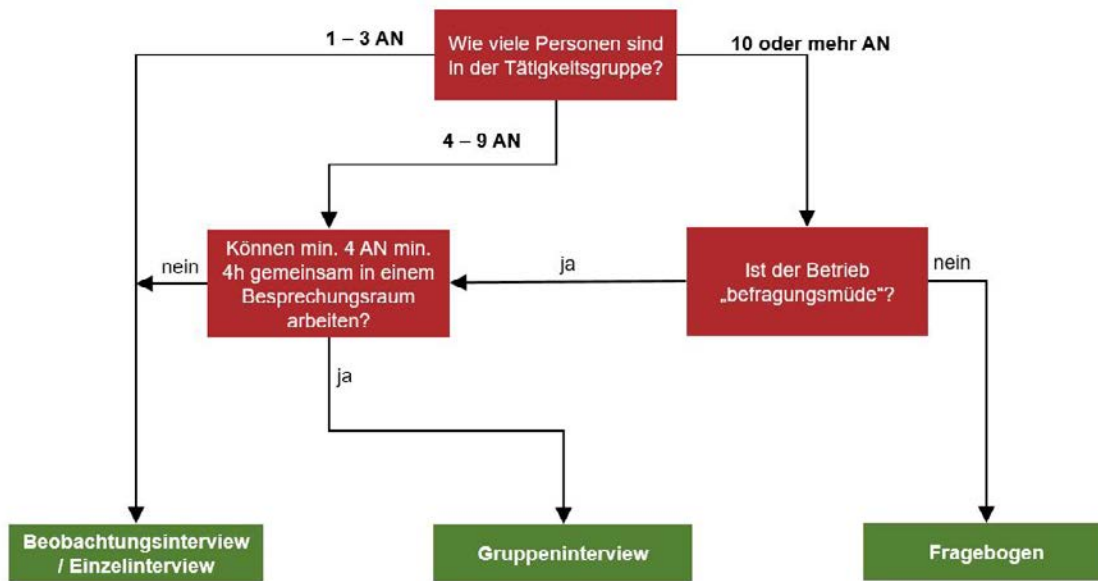 1 – 3 AN
Wie viele Personen sind
in der Tätigkeitsgruppe?
10 oder mehr AN
4 – 9 AN
Können min. 4 AN min.
4h gemeinsam in einem
Besprechungsraum
arbeiten?
nein
ja
Ist der Betrieb
„befragungsmüde“?
nein
ja
Beobachtungsinterview
/ Einzelinterview
Gruppeninterview
Fragebogen